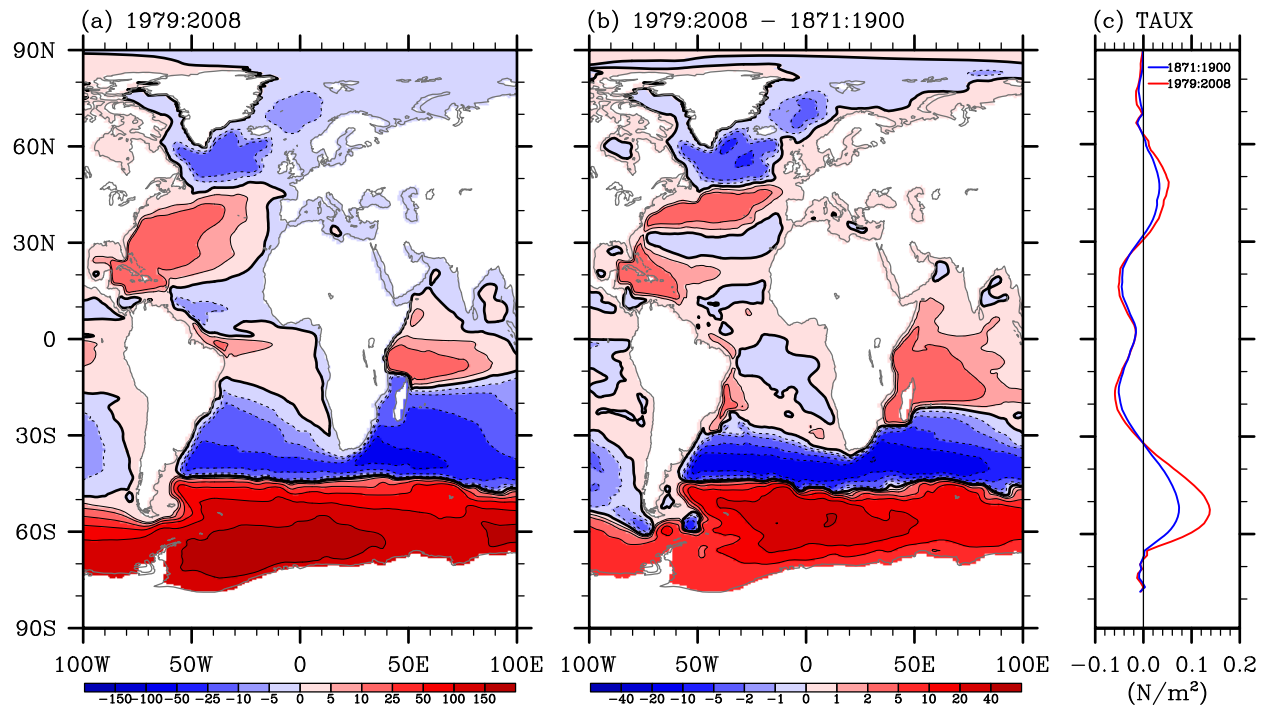 (a) 1979:2008
(b) 1979:2008 − 1871:1900
(c) TAUX
90N
60N
30N
0
30S
60S
90S
1871:1900
1979:2008
100W 50W 0 50E 100E
100W 50W 0 50E 100E
−0.1 0.0 0.1 0.2
(N/m²)
−150 −100 −50 −25 −10 −5 0 5 10 25 50 100 150
−40 −20 −10 −5 −2 −1 0 1 2 5 10 20 40